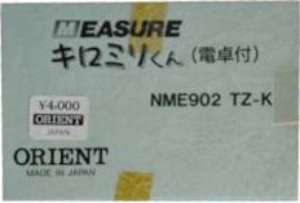 MEASURE
キロミリくん(電卓付)
NME902 TZ-K
¥4,000
ORIENT
JAPAN
ORIENT
MADE IN JAPAN